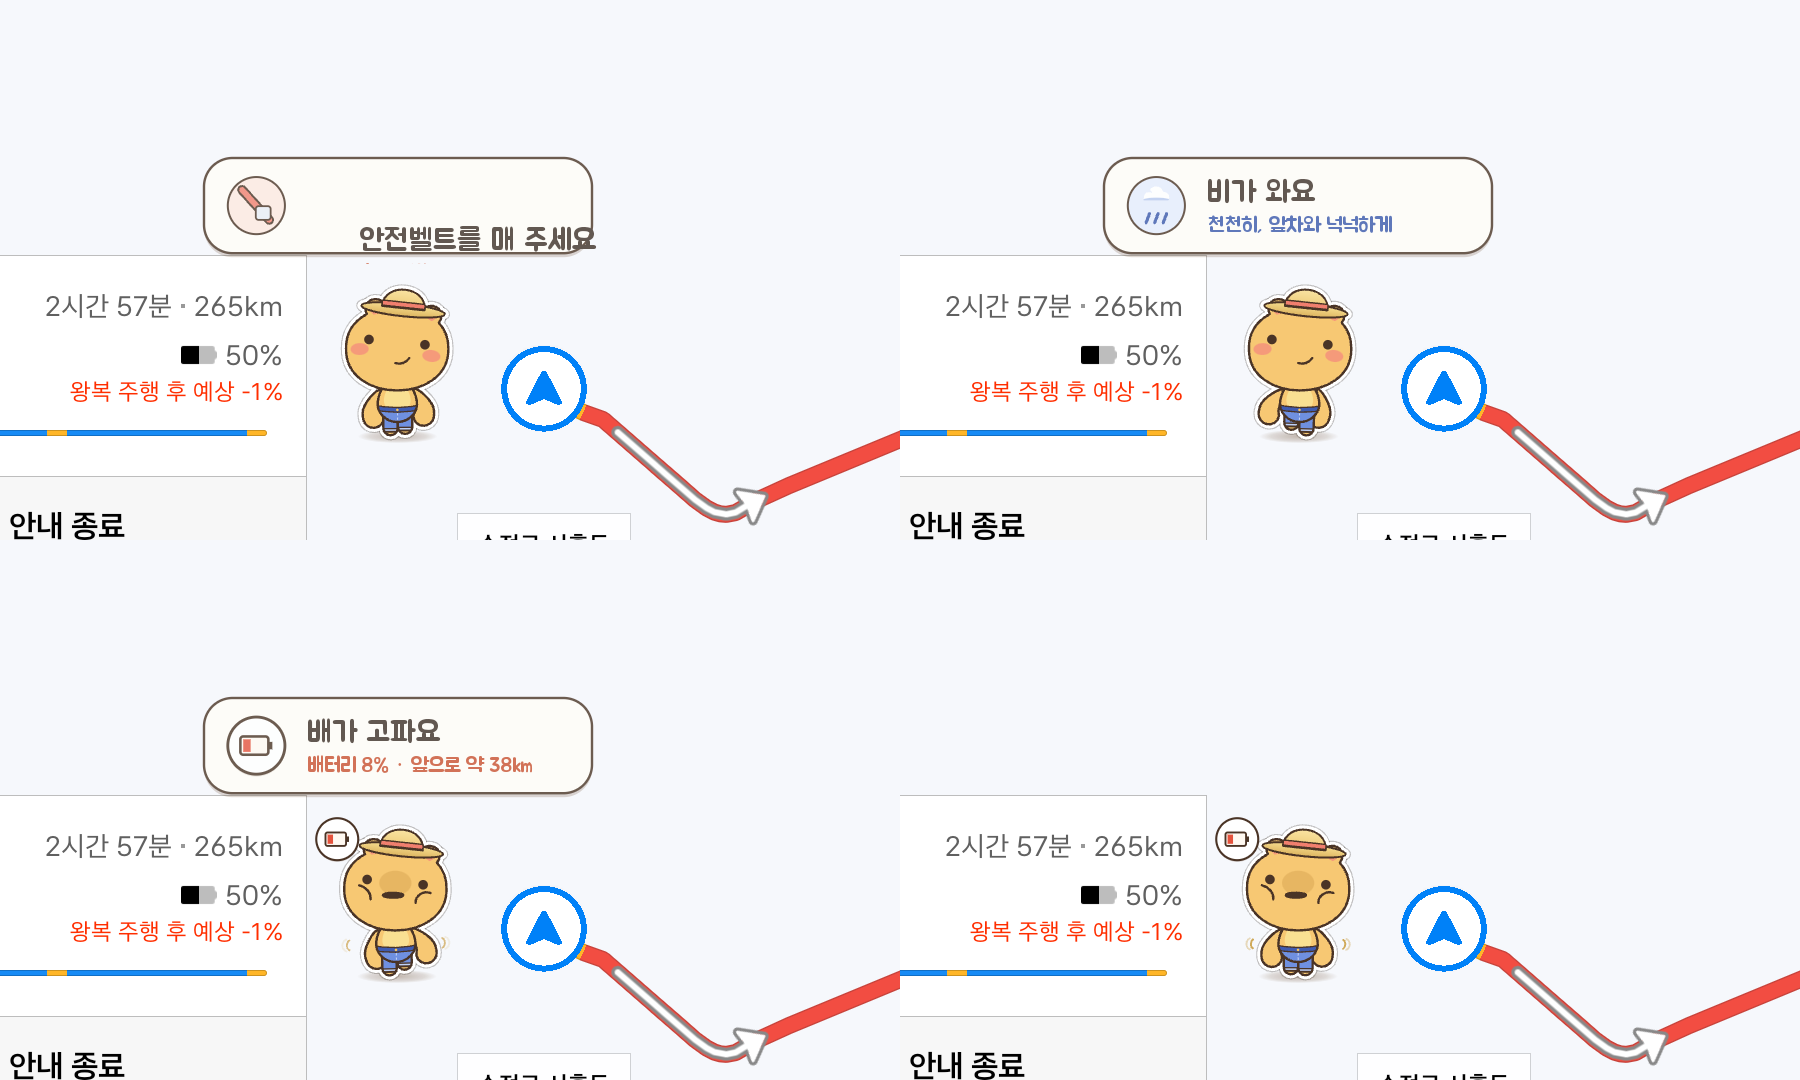 안전벨트를 매 주세요
2시간 57분 · 265km
50%
왕복 주행 후 예상 -1%
안내 종료
비가 와요
천천히, 앞차와 넉넉하게
2시간 57분 · 265km
50%
왕복 주행 후 예상 -1%
안내 종료
배가 고파요
배터리 8% · 앞으로 약 38km
2시간 57분 · 265km
50%
왕복 주행 후 예상 -1%
안내 종료
2시간 57분 · 265km
50%
왕복 주행 후 예상 -1%
안내 종료